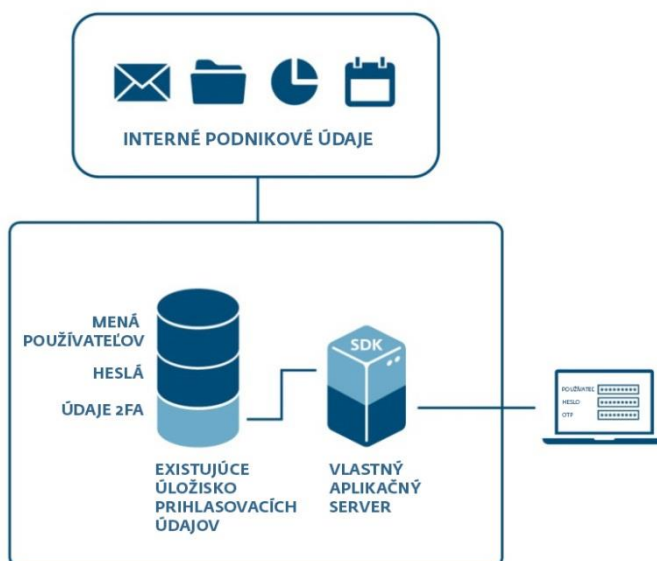 INTERNÉ PODNIKOVÉ ÚDAJE
MENÁ
POUŽÍVATEĽOV
HESLÁ
ÚDAJE 2FA
SDK
EXISTUJÚCE
ÚLOŽISKO
PRIHLASOVACÍCH
ÚDAJOV
VLASTNÝ
APLIKAČNÝ
SERVER
POUŽÍVATEĽ
HESLO
OTP